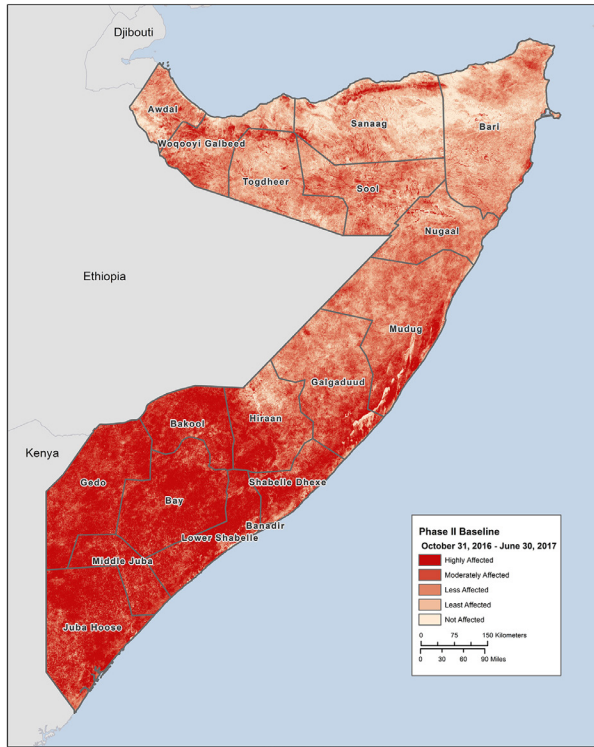 Djibouti
Awdal
Sanaag
Bari
Woqooyi Galbeed
Togdheer
Sool
Nugaal
Ethiopia
Mudug
Galgaduud
Hiraan
Bakool
Kenya
Gedo
Shabelle Dhexe
Bay
Banadir
Lower Shabelle
Middle Juba
Juba Hoose
Phase II Baseline
October 31, 2016 - June 30, 2017
Highly Affected
Moderately Affected
Less Affected
Least Affected
Not Affected
0 75 150 Kilometers
0 30 60 90 Miles